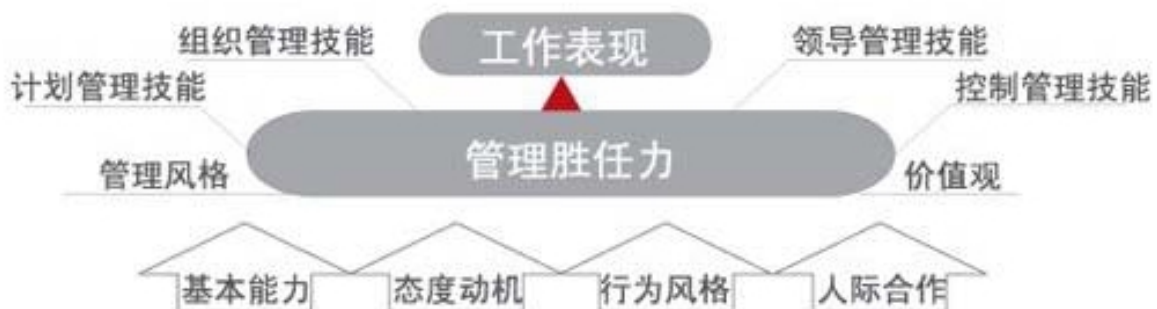 工作表现
组织管理技能
领导管理技能
计划管理技能
控制管理技能
管理胜任力
管理风格
价值观
基本能力
态度动机
行为风格
人际合作